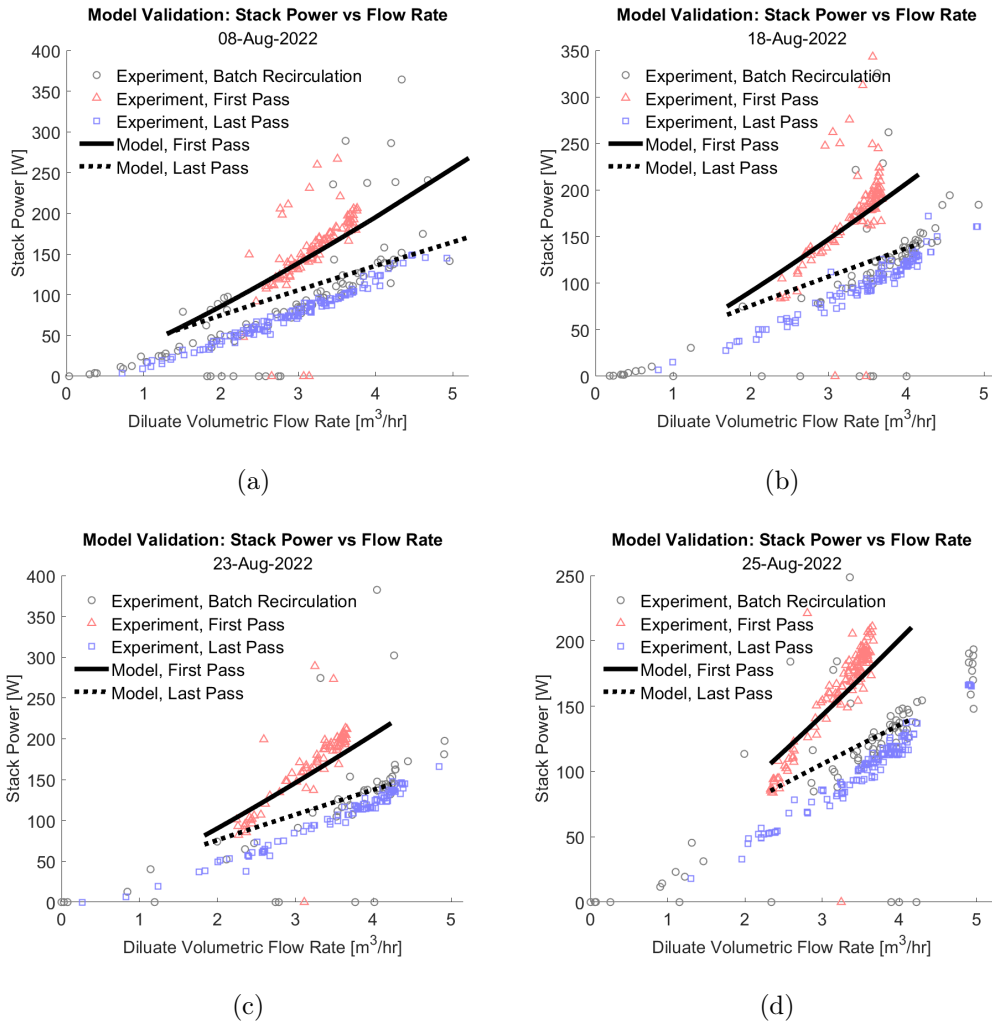 Model Validation: Stack Power vs Flow Rate
08-Aug-2022
400
350
300
250
200
150
100
50
0
Stack Power [W]
Experiment, Batch Recirculation
Experiment, First Pass
Experiment, Last Pass
Model, First Pass
Model, Last Pass
0 1 2 3 4 5
Diluate Volumetric Flow Rate [m³/hr]
(a)
Model Validation: Stack Power vs Flow Rate
18-Aug-2022
350
300
250
200
150
100
50
0
Stack Power [W]
Experiment, Batch Recirculation
Experiment, First Pass
Experiment, Last Pass
Model, First Pass
Model, Last Pass
0 1 2 3 4 5
Diluate Volumetric Flow Rate [m³/hr]
(b)
Model Validation: Stack Power vs Flow Rate
23-Aug-2022
400
350
300
250
200
150
100
50
0
Stack Power [W]
Experiment, Batch Recirculation
Experiment, First Pass
Experiment, Last Pass
Model, First Pass
Model, Last Pass
0 1 2 3 4 5
Diluate Volumetric Flow Rate [m³/hr]
(c)
Model Validation: Stack Power vs Flow Rate
25-Aug-2022
250
200
150
100
50
0
Stack Power [W]
Experiment, Batch Recirculation
Experiment, First Pass
Experiment, Last Pass
Model, First Pass
Model, Last Pass
0 1 2 3 4 5
Diluate Volumetric Flow Rate [m³/hr]
(d)